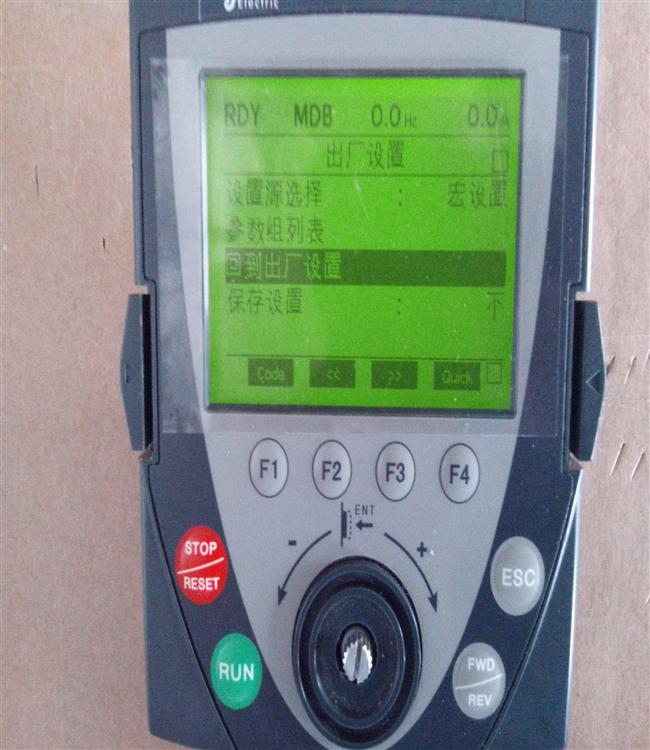 Electric
RDY MDB 0.0Hz 0.0A
出厂设置
设置源选择 : 宏设置
参数组列表
回到出厂设置
保存设置 : 不
Code << >> Quick
F1 F2 F3 F4
ENT
- +
STOP
RESET
ESC
RUN
FWD
REV